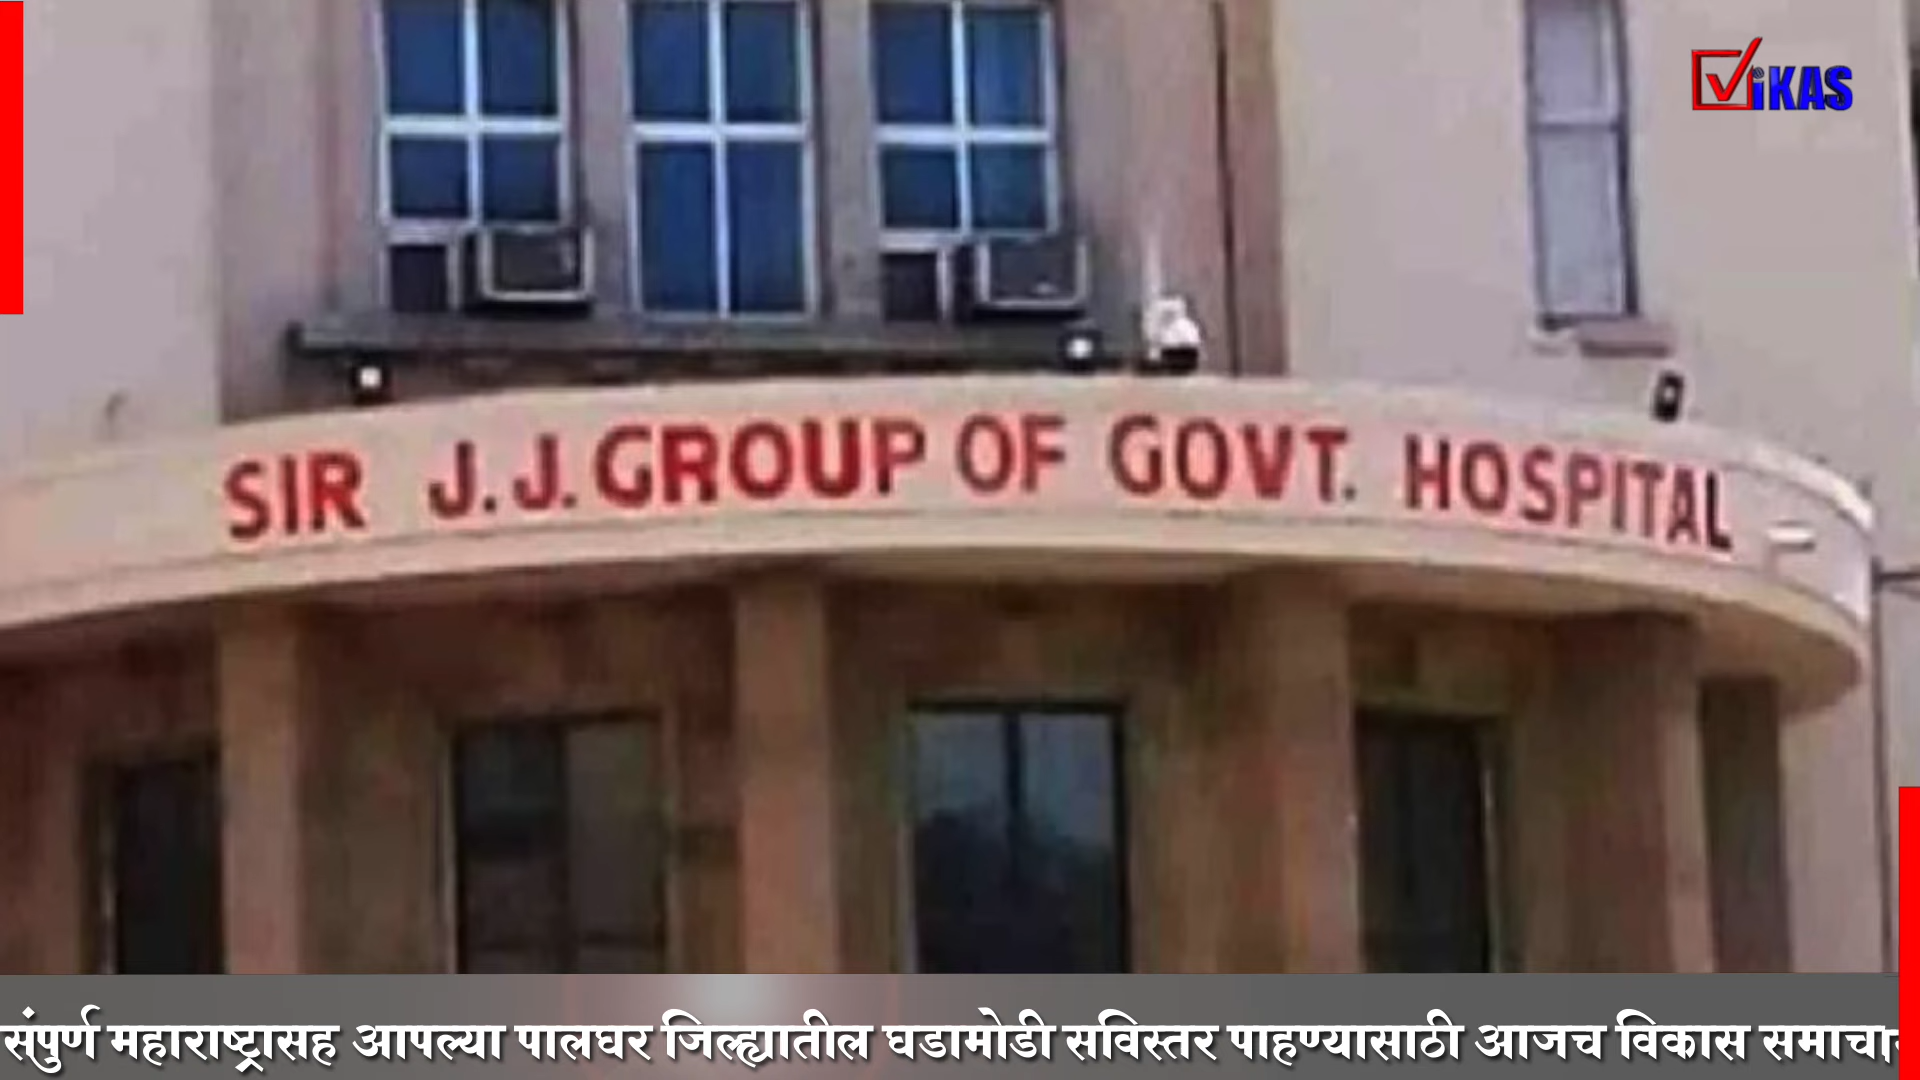 ViKAS
SIR J.J. GROUP OF GOVT. HOSPITAL
संपुर्ण महाराष्ट्रासह आपल्या पालघर जिल्ह्यातील घडामोडी सविस्तर पाहण्यासाठी आजच विकास